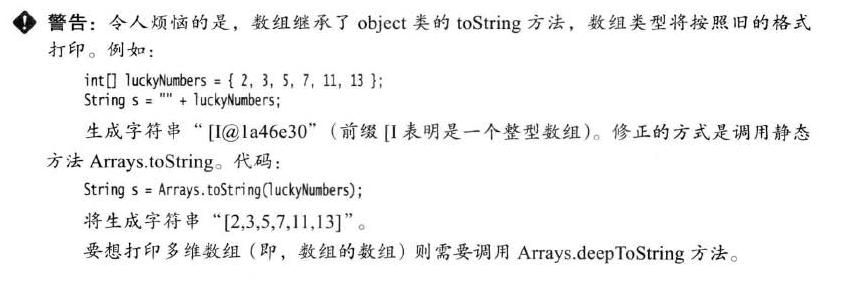 警告：令人烦恼的是，数组继承了 object 类的 toString 方法，数组类型将按照旧的格式
打印。例如：
int[] luckyNumbers = { 2, 3, 5, 7, 11, 13 };
String s = "" + luckyNumbers;
生成字符串“[I@1a46e30”（前缀 [I 表明是一个整型数组）。修正的方式是调用静态
方法 Arrays.toString。代码：
String s = Arrays.toString(luckyNumbers);
将生成字符串“[2,3,5,7,11,13]”。
要想打印多维数组（即，数组的数组）则需要调用 Arrays.deepToString 方法。